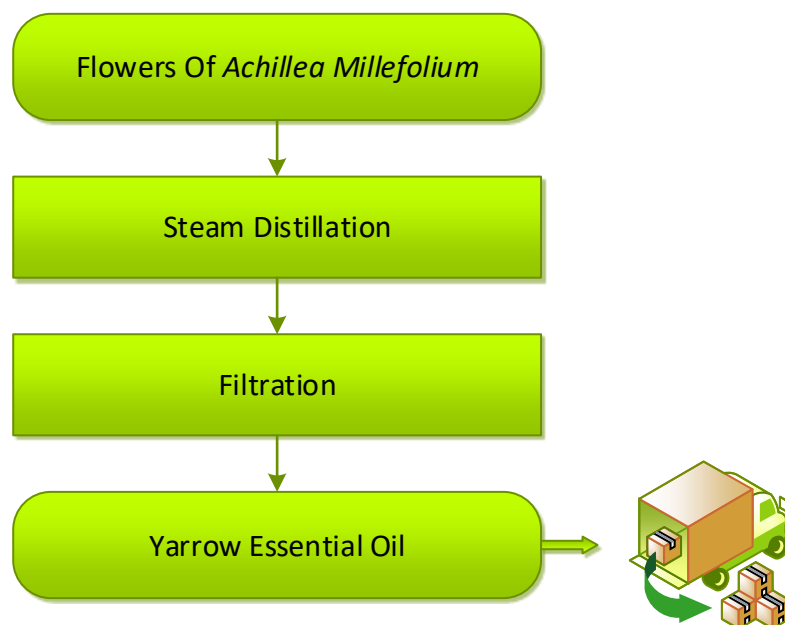 Flowers Of Achillea Millefolium
Steam Distillation
Filtration
Yarrow Essential Oil